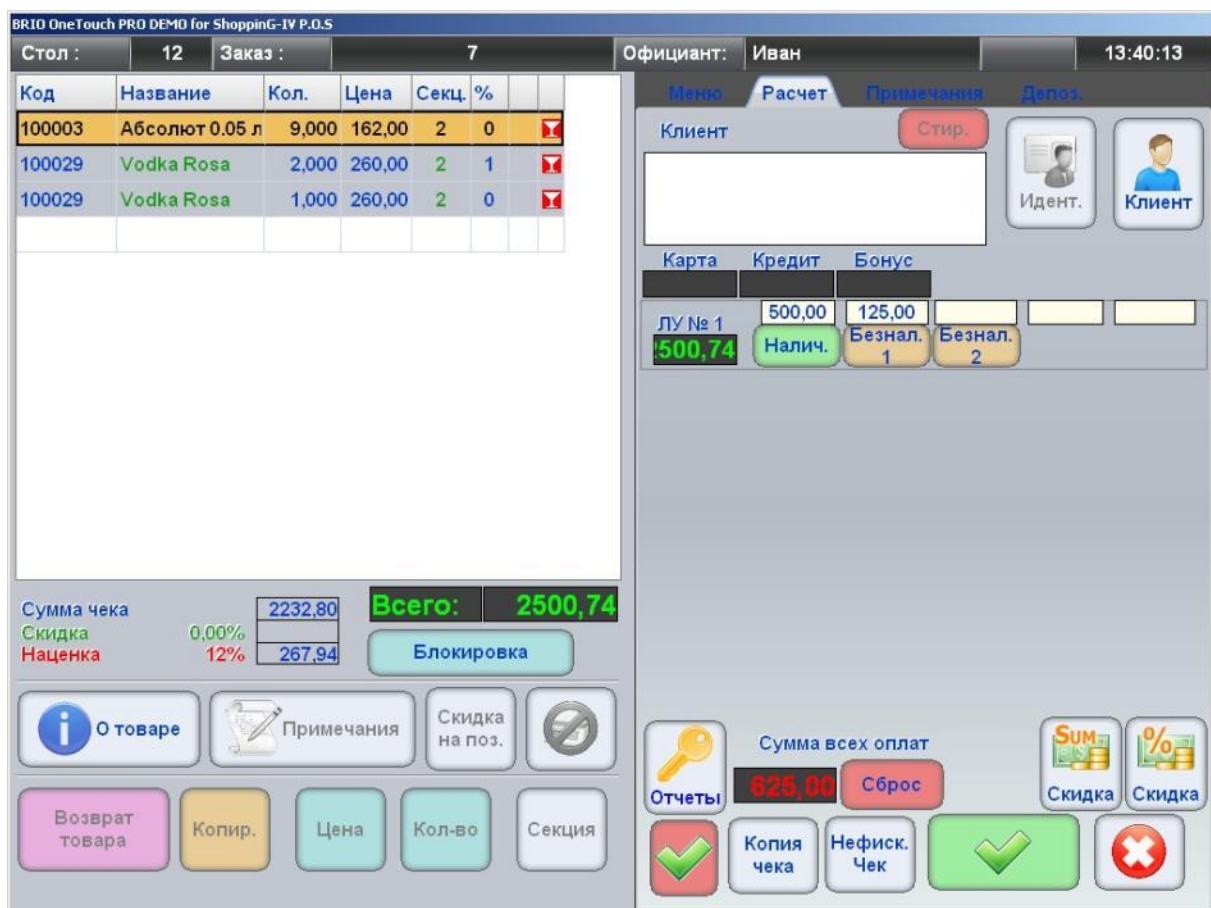 BRIO OneTouch PRO DEMO for ShoppinG-IV P.O.S
Стол : 12 Заказ : 7 Официант: Иван 13:40:13
Код Название Кол. Цена Секц. %
100003 Абсолют 0.05 л 9,000 162,00 2 0
100029 Vodka Rosa 2,000 260,00 2 1
100029 Vodka Rosa 1,000 260,00 2 0
Сумма чека 2232,80
Скидка 0,00%
Наценка 12% 267,94
Всего: 2500,74
Блокировка
О товаре
Примечания
Скидка
на поз.
Возврат
товара
Копир.
Цена
Кол-во
Секция
Меню Расчет Примечания Депоз.
Клиент
Стир.
Идент.
Клиент
Карта Кредит Бонус
500,00 125,00
ЛУ № 1
500,74
Налич.
Безнал.
1
Безнал.
2
Сумма всех оплат
625,00
Сброс
Отчеты
SUM
Скидка
%
Скидка
Копия
чека
Нефиск.
Чек